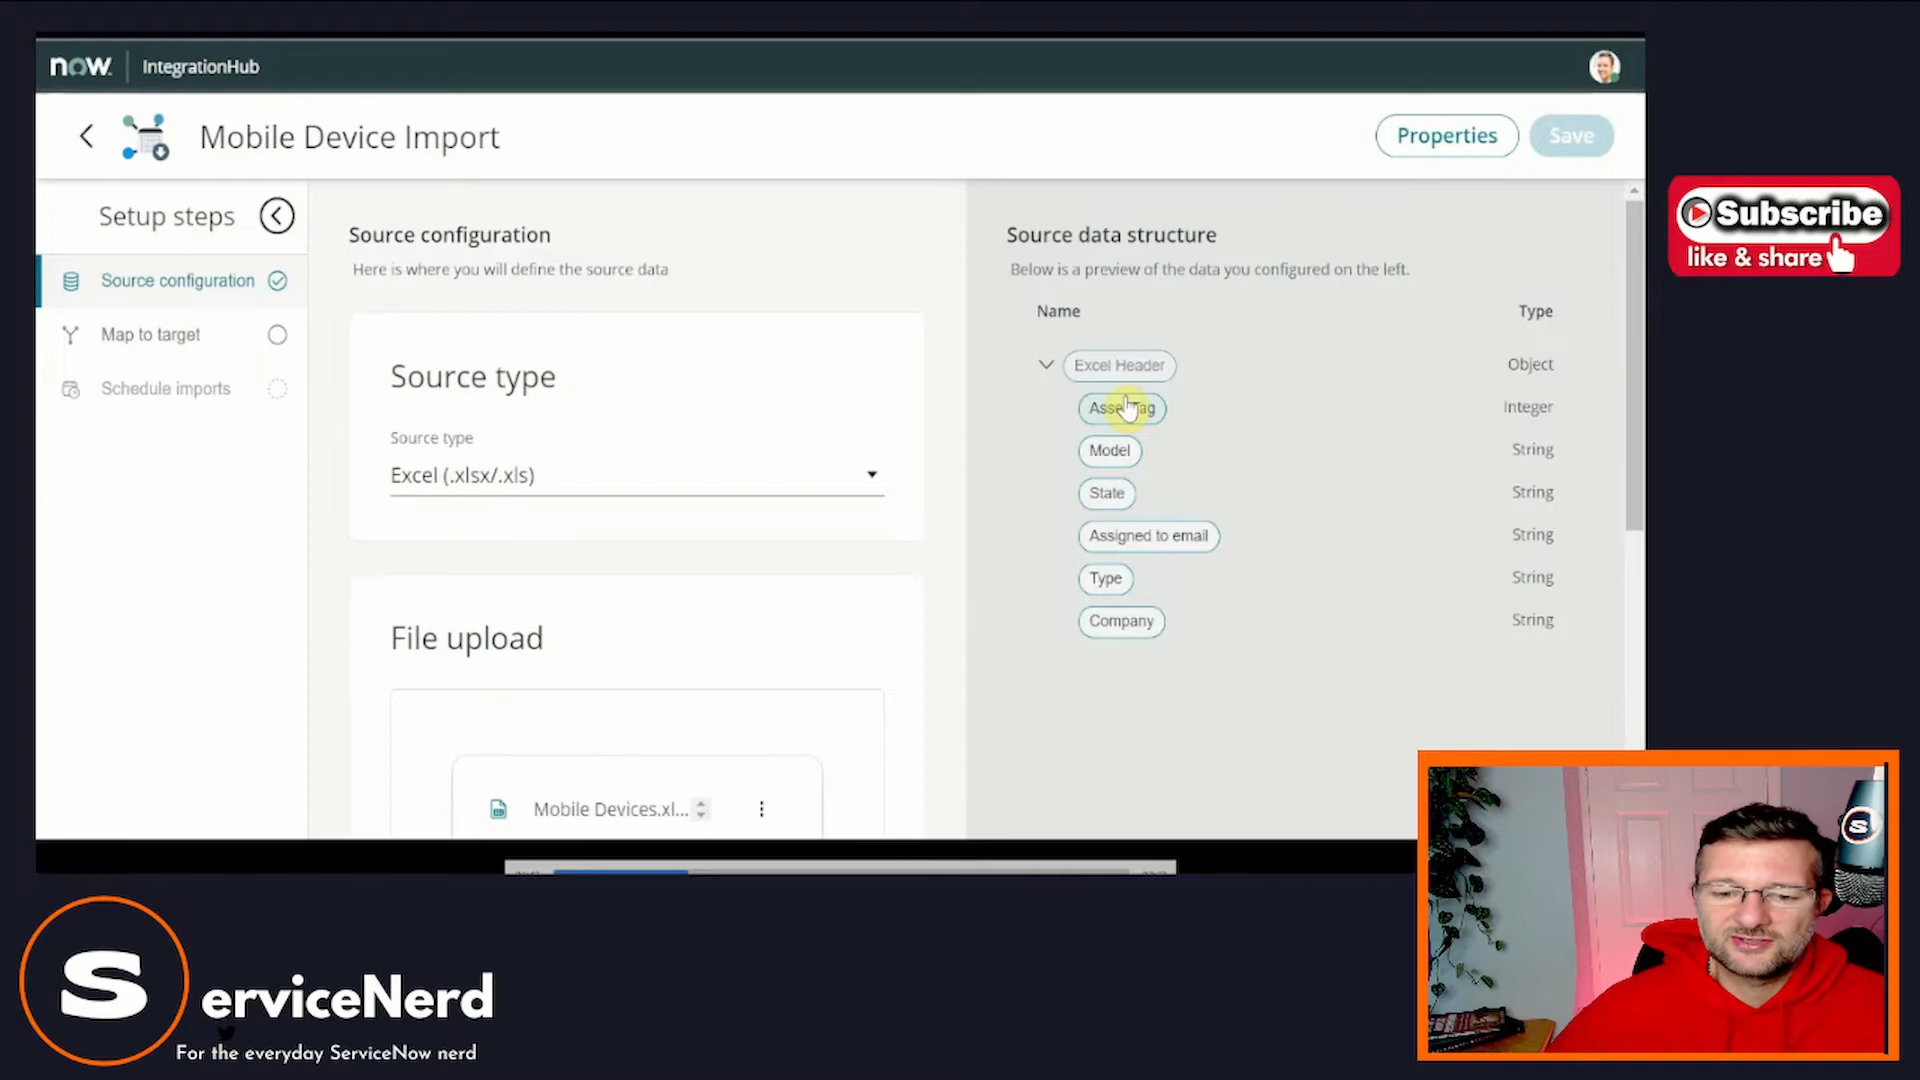 now. IntegrationHub
Mobile Device Import
Properties
Save
Setup steps
Source configuration
Map to target
Schedule imports
Source configuration
Here is where you will define the source data
Source type
Source type
Excel (.xlsx/.xls)
File upload
Mobile Devices.xl...
Source data structure
Below is a preview of the data you configured on the left.
Name Type
Excel Header Object
Asset Tag Integer
Model String
State String
Assigned to email String
Type String
Company String
Subscribe
like & share
S
ServiceNerd
For the everyday ServiceNow nerd